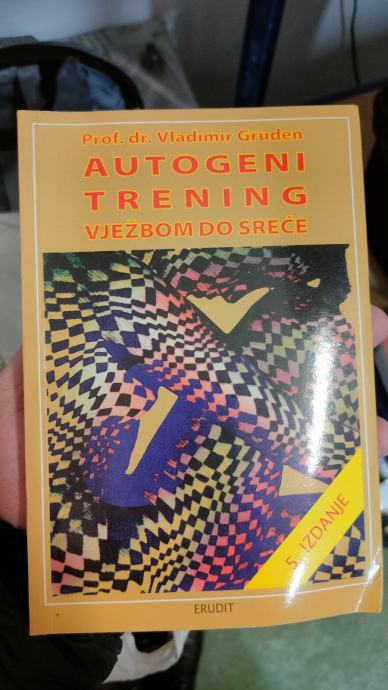 Prof. dr. Vladimir Gruden
AUTOGENI
TRENING
VJEŽBOM DO SREĆE
5. IZDANJE
ERUDIT